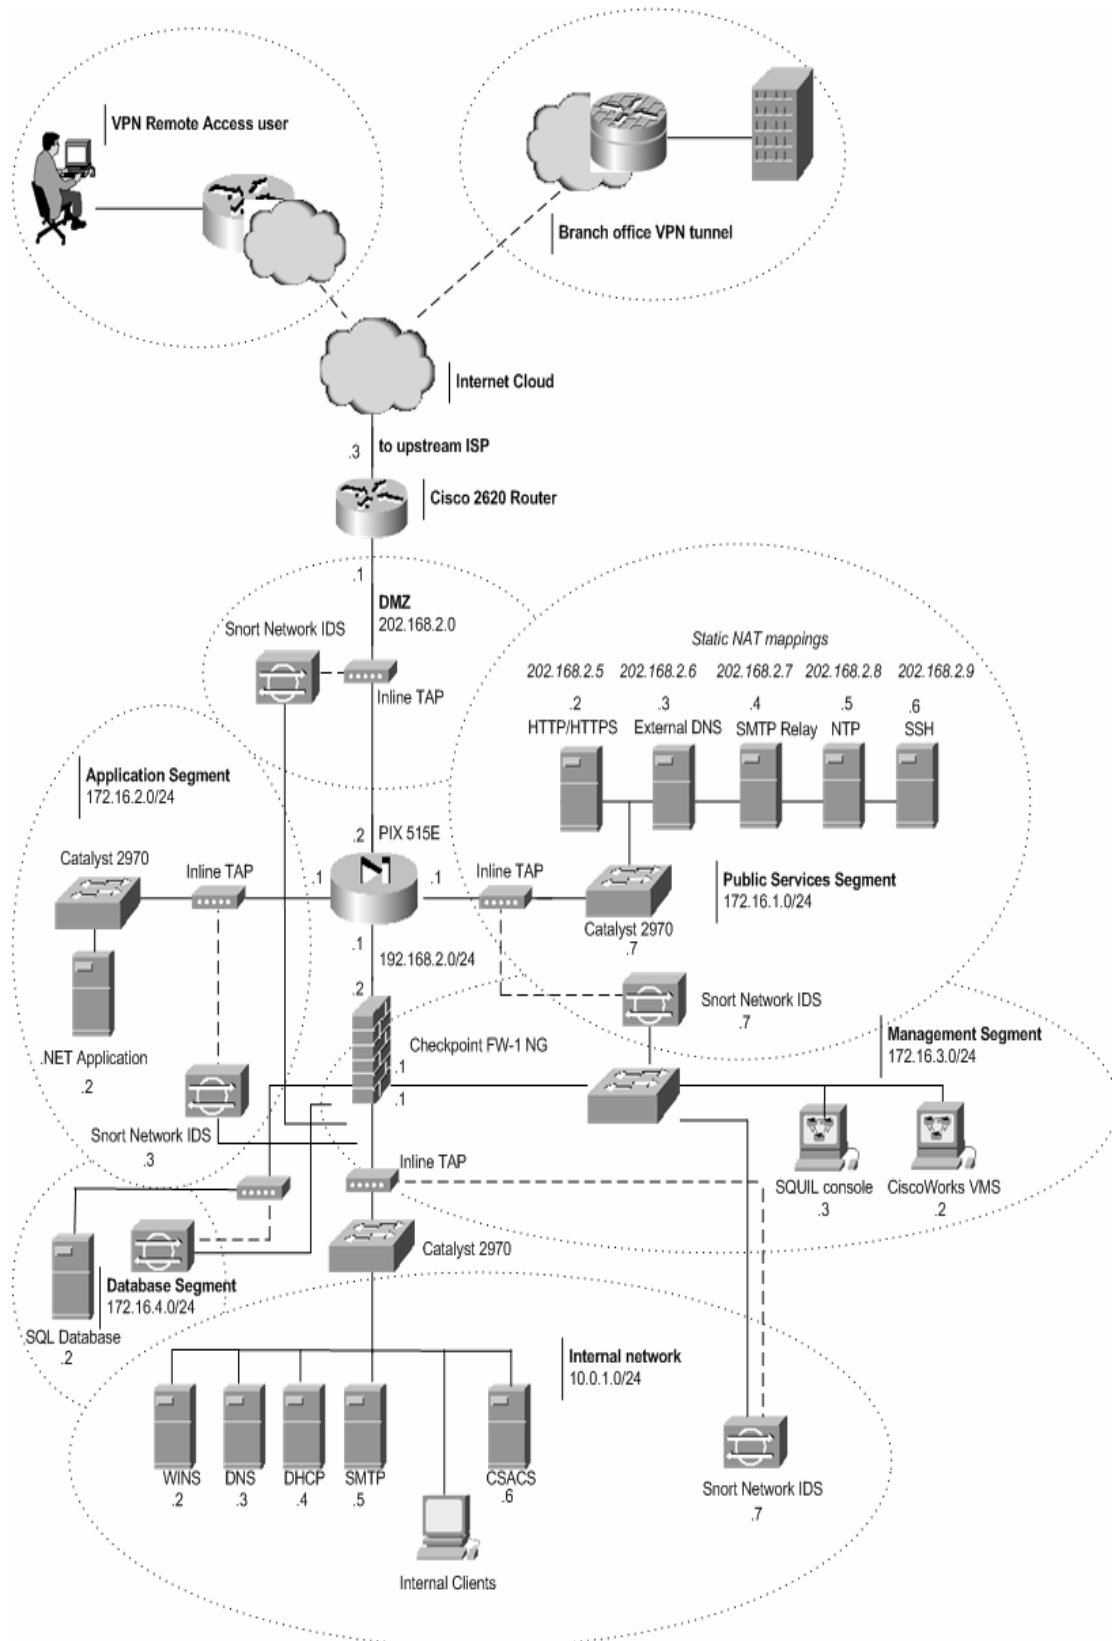 VPN Remote Access user
Branch office VPN tunnel
Internet Cloud
to upstream ISP
.3
Cisco 2620 Router
.1
DMZ
202.168.2.0
Snort Network IDS
Inline TAP
Static NAT mappings
202.168.2.5 202.168.2.6 202.168.2.7 202.168.2.8 202.168.2.9
.2 .3 .4 .5 .6
HTTP/HTTPS External DNS SMTP Relay NTP SSH
Application Segment
172.16.2.0/24
.2 PIX 515E
Catalyst 2970
Inline TAP
.1
.1
Inline TAP
Public Services Segment
172.16.1.0/24
Catalyst 2970
.7
.1
192.168.2.0/24
.2
Snort Network IDS
.7
Management Segment
172.16.3.0/24
Checkpoint FW-1 NG
.1
.1
.NET Application
.2
Snort Network IDS
.3
Inline TAP
SQUIL console
.3
CiscoWorks VMS
.2
Catalyst 2970
Database Segment
172.16.4.0/24
SQL Database
.2
Internal network
10.0.1.0/24
WINS DNS DHCP SMTP CSACS
.2 .3 .4 .5 .6
Snort Network IDS
.7
Internal Clients